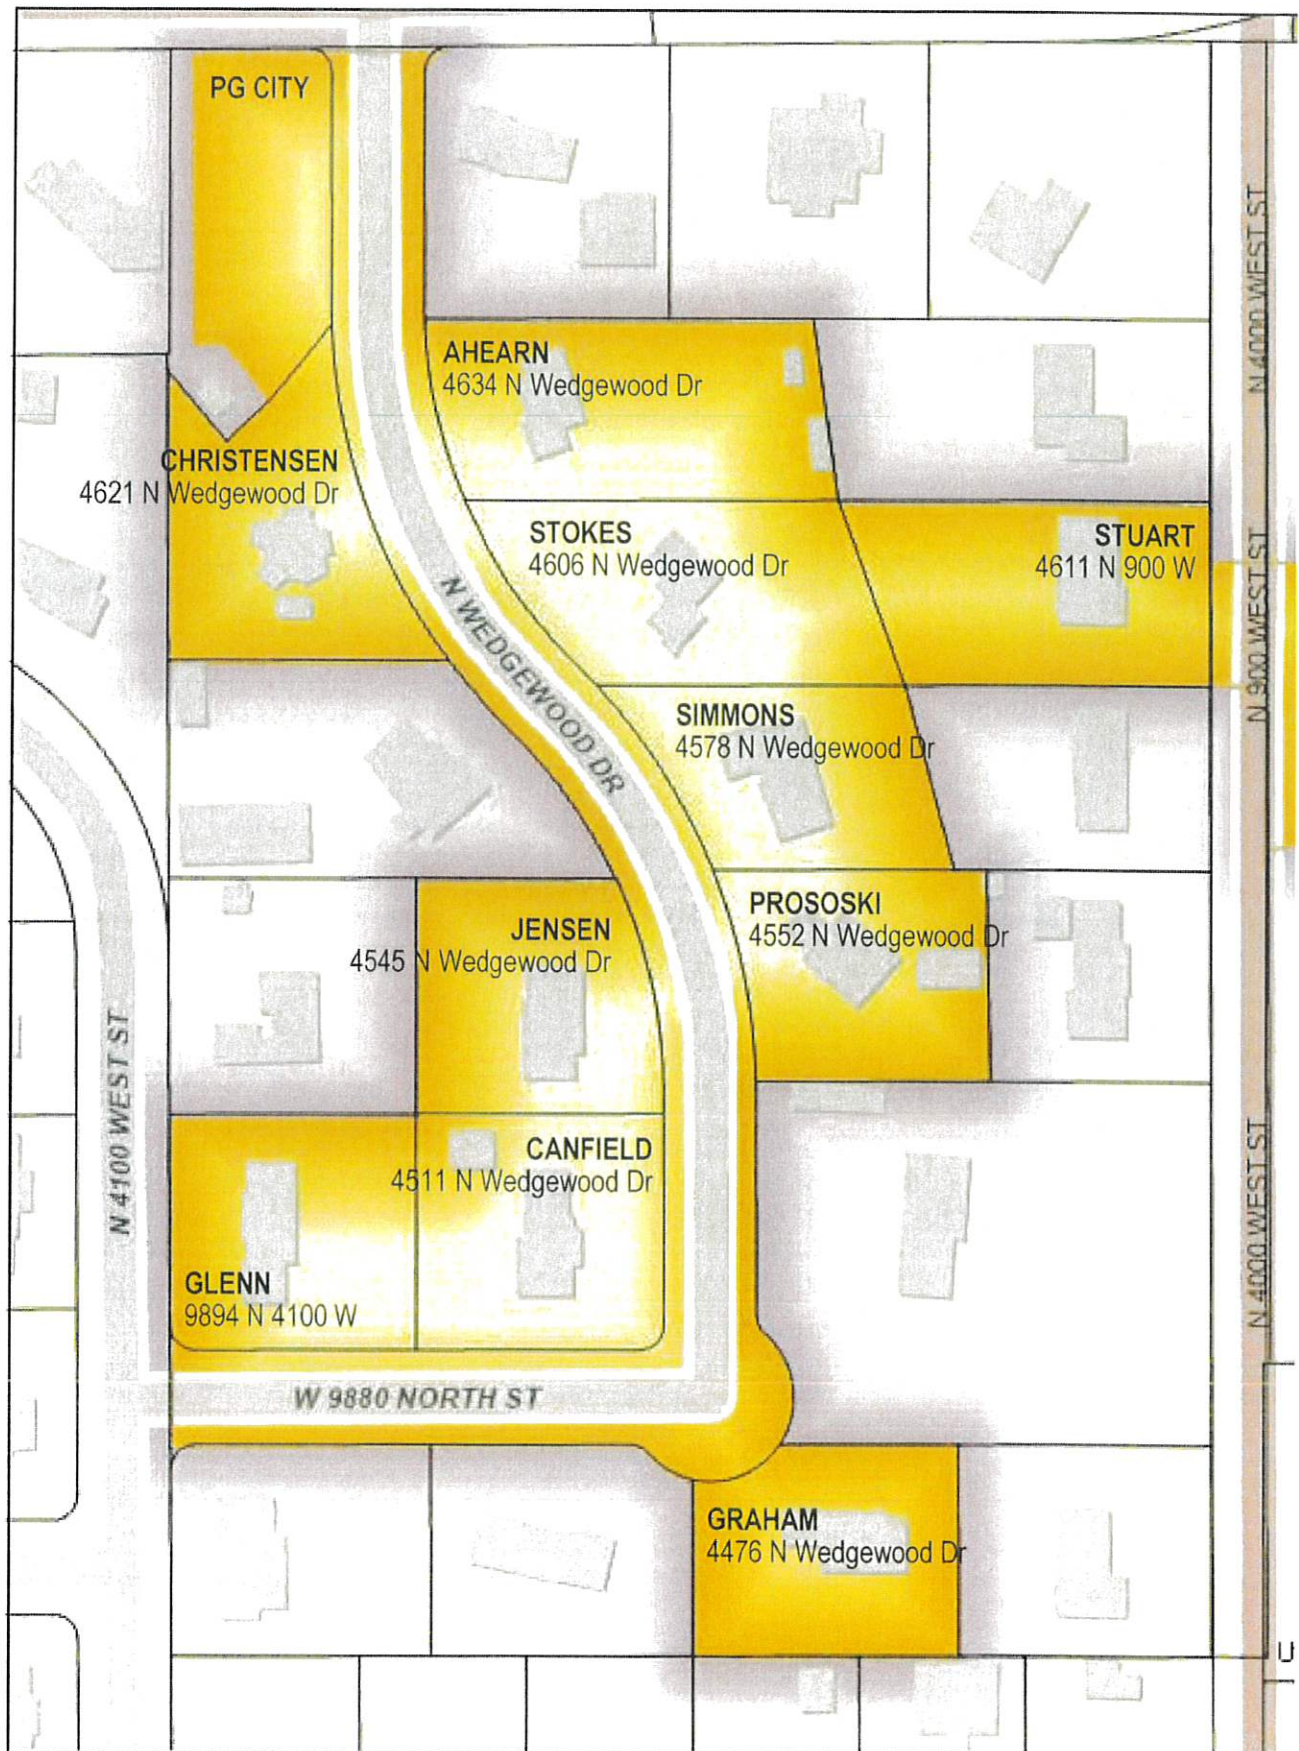 PG CITY
N 4000 WEST ST
AHEARN
4634 N Wedgewood Dr
CHRISTENSEN
4621 N Wedgewood Dr
STOKES
4606 N Wedgewood Dr
STUART
4611 N 900 W
N 900 WEST ST
N WEDGEWOOD DR
SIMMONS
4578 N Wedgewood Dr
PROSOSKI
4552 N Wedgewood Dr
JENSEN
4545 N Wedgewood Dr
N 4100 WEST ST
CANFIELD
4511 N Wedgewood Dr
N 4000 WEST ST
GLENN
9894 N 4100 W
W 9880 NORTH ST
GRAHAM
4476 N Wedgewood Dr
U